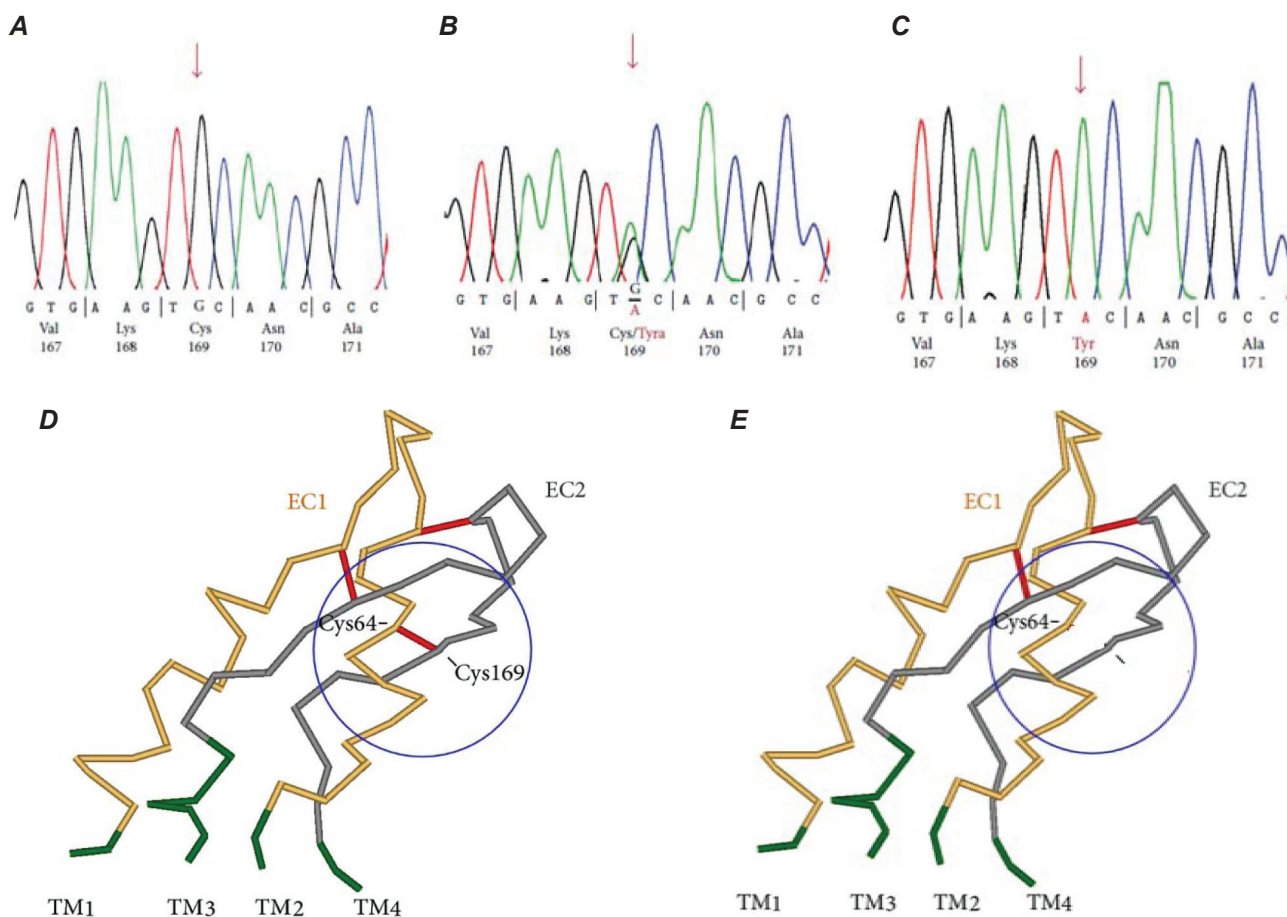 A
B
C
G T G | A A G | T G C | A A C | G C C
Val Lys Cys Asn Ala
167 168 169 170 171
G
G T G | A A G | T A C | A A C | G C C
Val Lys Cys/Tyra Asn Ala
167 168 169 170 171
G T G | A A G | T A C | A A C | G C C
Val Lys Tyr Asn Ala
167 168 169 170 171
D
EC1
EC2
Cys64-
Cys169
TM1 TM3 TM2 TM4
E
EC1
EC2
Cys64-
TM1 TM3 TM2 TM4